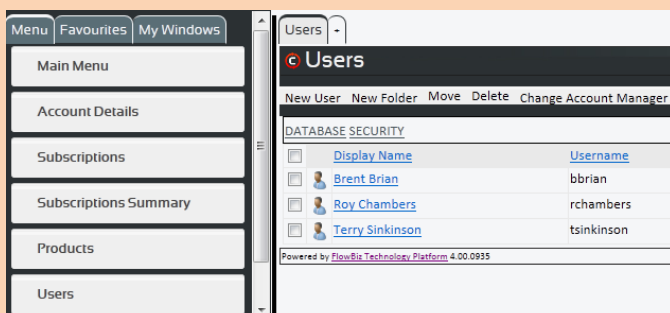 Menu Favourites My Windows
Main Menu
Account Details
Subscriptions
Subscriptions Summary
Products
Users
Users +
c Users
New User New Folder Move Delete Change Account Manager
DATABASE SECURITY
Display Name Username
Brent Brian bbrian
Roy Chambers rchambers
Terry Sinkinson tsinkinson
Powered by FlowBiz Technology Platform 4.00.0935